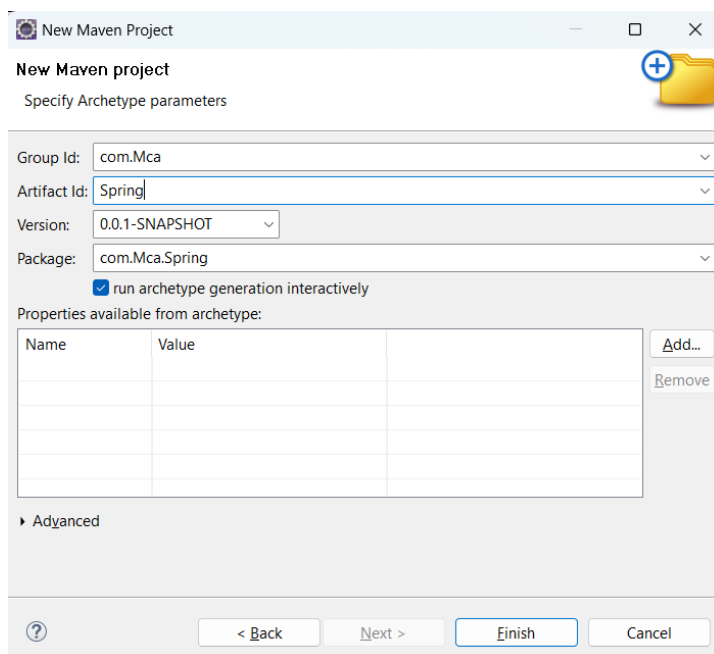 New Maven Project
New Maven project
Specify Archetype parameters
Group Id: com.Mca
Artifact Id: Spring
Version: 0.0.1-SNAPSHOT
Package: com.Mca.Spring
run archetype generation interactively
Properties available from archetype:
Name Value
Add...
Remove
Advanced
? < Back Next > Finish Cancel